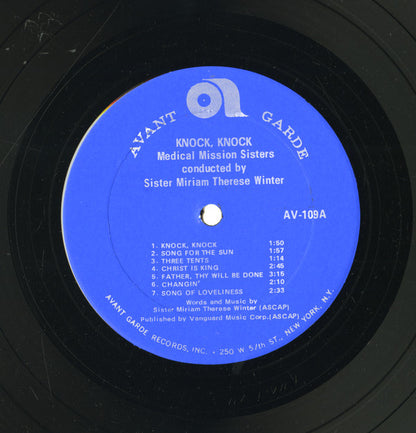 AVANT GARDE
KNOCK, KNOCK
Medical Mission Sisters
conducted by
Sister Miriam Therese Winter
AV-109A
1. KNOCK, KNOCK 1:50
2. SONG FOR THE SUN 1:57
3. THREE TENTS 1:14
4. CHRIST IS KING 2:45
5. FATHER, THY WILL BE DONE 3:15
6. CHANGIN' 2:10
7. SONG OF LOVELINESS 2:33
Words and Music by
Sister Miriam Therese Winter (ASCAP)
Published by Vanguard Music Corp.(ASCAP)
AVANT GARDE RECORDS, INC. · 250 W 57th ST., NEW YORK, N.Y.